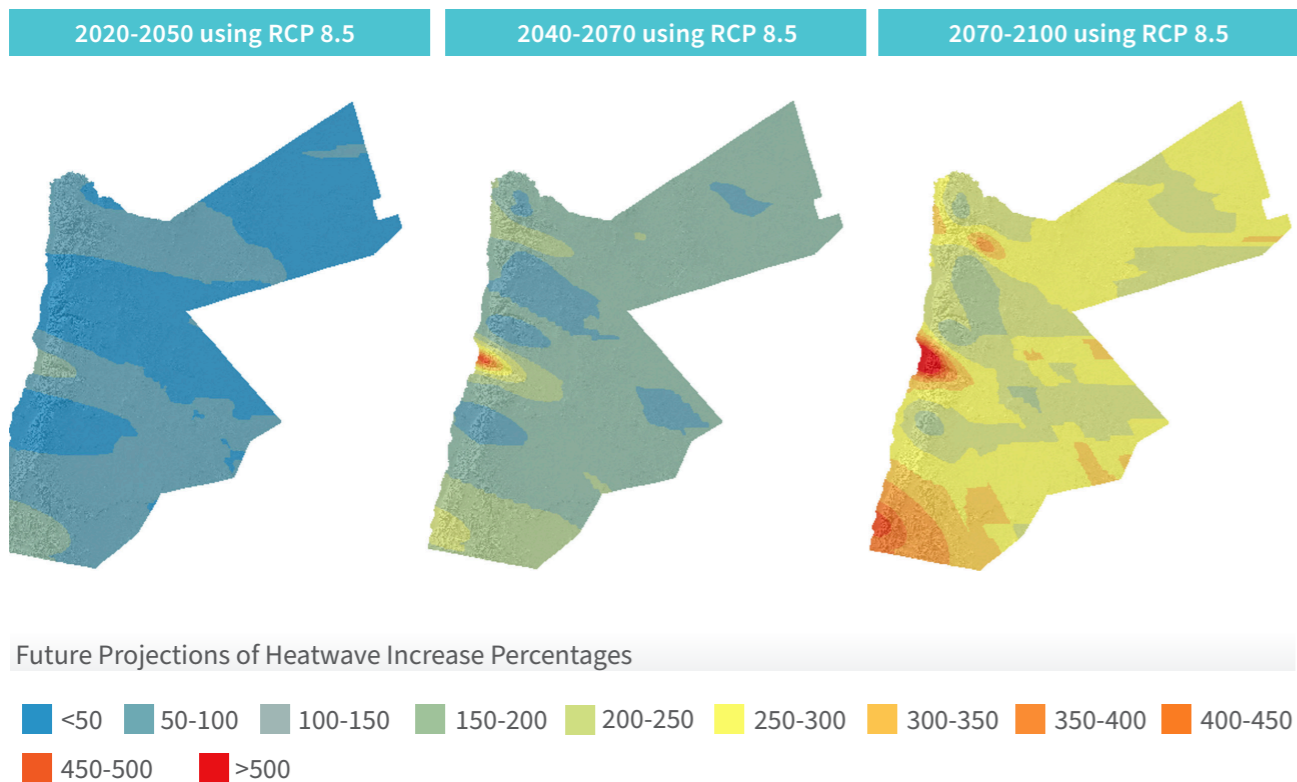 2020-2050 using RCP 8.5
2040-2070 using RCP 8.5
2070-2100 using RCP 8.5
Future Projections of Heatwave Increase Percentages
<50 50-100 100-150 150-200 200-250 250-300 300-350 350-400 400-450
450-500 >500